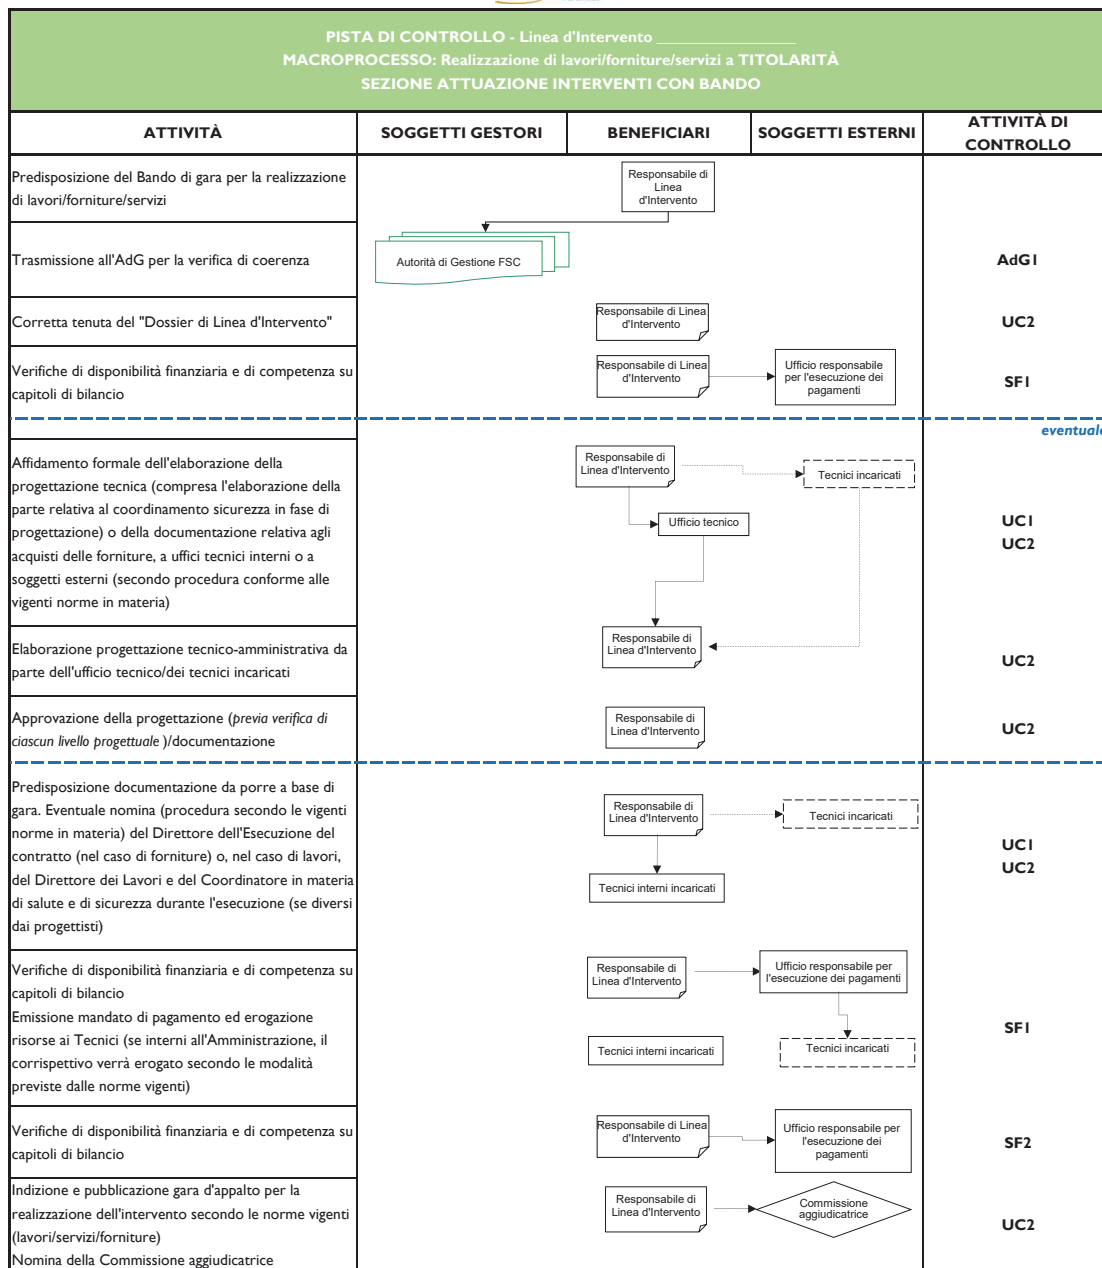 PISTA DI CONTROLLO - Linea d'Intervento ________________
MACROPROCESSO: Realizzazione di lavori/forniture/servizi a TITOLARITÀ
SEZIONE ATTUAZIONE INTERVENTI CON BANDO
ATTIVITÀ
SOGGETTI GESTORI
BENEFICIARI
SOGGETTI ESTERNI
ATTIVITÀ DI
CONTROLLO
Predisposizione del Bando di gara per la realizzazione
di lavori/forniture/servizi
Responsabile di
Linea
d'Intervento
Trasmissione all'AdG per la verifica di coerenza
Autorità di Gestione FSC
AdG1
Corretta tenuta del "Dossier di Linea d'Intervento"
Responsabile di Linea
d'Intervento
UC2
Verifiche di disponibilità finanziaria e di competenza su
capitoli di bilancio
Responsabile di Linea
d'Intervento
Ufficio responsabile
per l'esecuzione dei
pagamenti
SF1
eventuale
Affidamento formale dell'elaborazione della
progettazione tecnica (compresa l'elaborazione della
parte relativa al coordinamento sicurezza in fase di
progettazione) o della documentazione relativa agli
acquisti delle forniture, a uffici tecnici interni o a
soggetti esterni (secondo procedura conforme alle
vigenti norme in materia)
Responsabile di
Linea d'Intervento
Tecnici incaricati
Ufficio tecnico
UC1
UC2
Elaborazione progettazione tecnico-amministrativa da
parte dell'ufficio tecnico/dei tecnici incaricati
Responsabile di
Linea d'Intervento
UC2
Approvazione della progettazione (previa verifica di
ciascun livello progettuale )/documentazione
Responsabile di
Linea d'Intervento
UC2
Predisposizione documentazione da porre a base di
gara. Eventuale nomina (procedura secondo le vigenti
norme in materia) del Direttore dell'Esecuzione del
contratto (nel caso di forniture) o, nel caso di lavori,
del Direttore dei Lavori e del Coordinatore in materia
di salute e di sicurezza durante l'esecuzione (se diversi
dai progettisti)
Responsabile di
Linea d'Intervento
Tecnici incaricati
Tecnici interni incaricati
UC1
UC2
Verifiche di disponibilità finanziaria e di competenza su
capitoli di bilancio
Emissione mandato di pagamento ed erogazione
risorse ai Tecnici (se interni all'Amministrazione, il
corrispettivo verrà erogato secondo le modalità
previste dalle norme vigenti)
Responsabile di
Linea d'Intervento
Ufficio responsabile per
l'esecuzione dei pagamenti
Tecnici interni incaricati
Tecnici incaricati
SF1
Verifiche di disponibilità finanziaria e di competenza su
capitoli di bilancio
Responsabile di Linea
d'Intervento
Ufficio responsabile per
l'esecuzione dei
pagamenti
SF2
Indizione e pubblicazione gara d'appalto per la
realizzazione dell'intervento secondo le norme vigenti
(lavori/servizi/forniture)
Nomina della Commissione aggiudicatrice
Responsabile di
Linea d'Intervento
Commissione
aggiudicatrice
UC2